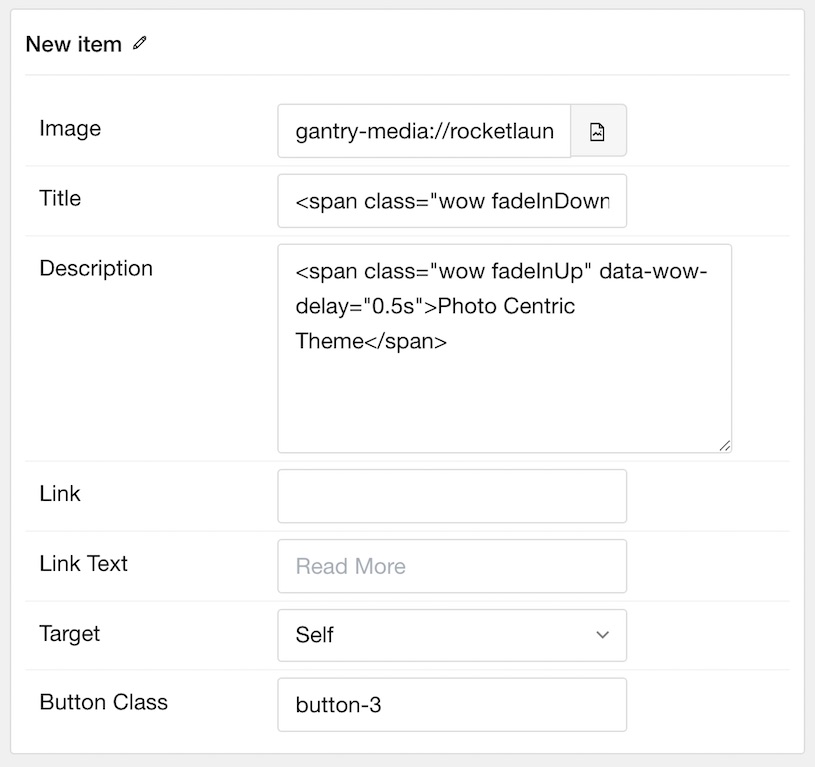 New item
Image
gantry-media://rocketlaun
Title
<span class="wow fadeInDown
Description
<span class="wow fadeInUp" data-wow-
delay="0.5s">Photo Centric
Theme</span>
Link
Link Text
Read More
Target
Self
Button Class
button-3